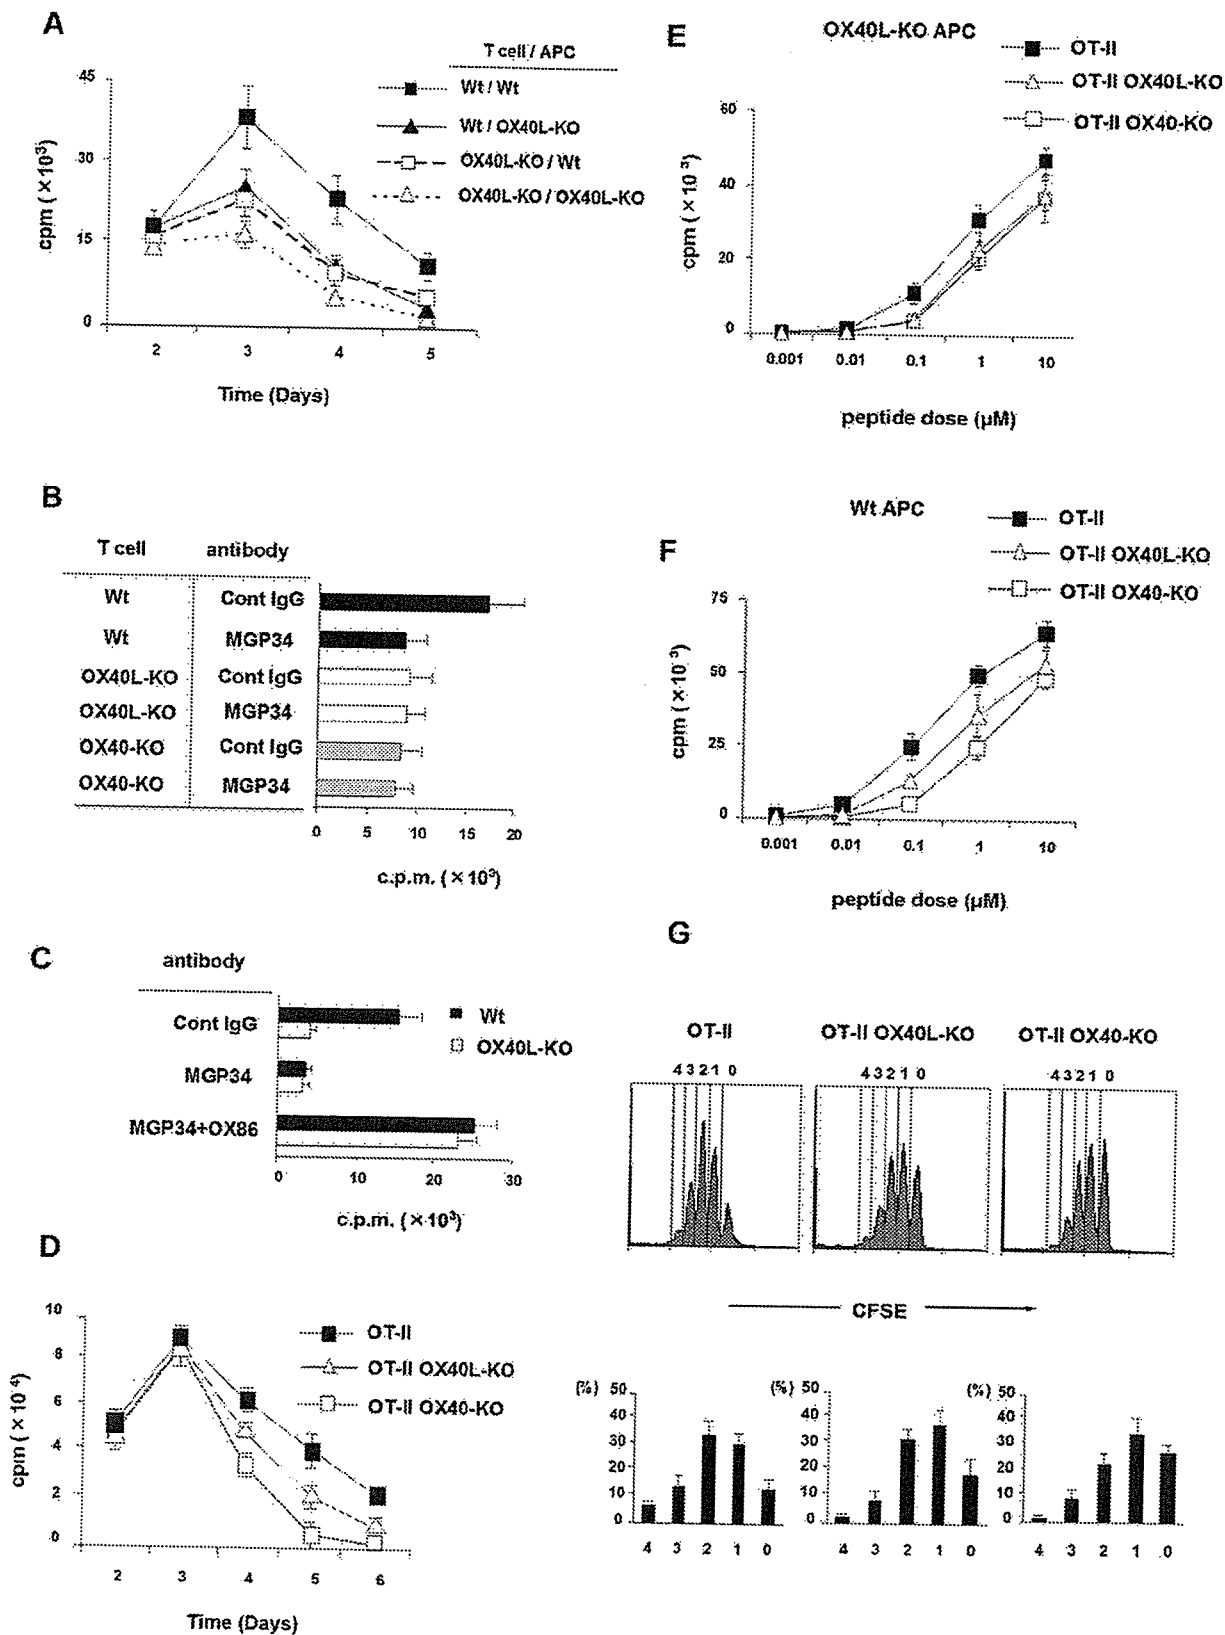 A
T cell / APC
Wt / Wt
Wt / OX40L-KO
OX40L-KO / Wt
OX40L-KO / OX40L-KO
cpm (×10³)
45
30
15
0
2 3 4 5
Time (Days)
B
T cell antibody
Wt Cont IgG
Wt MGP34
OX40L-KO Cont IgG
OX40L-KO MGP34
OX40-KO Cont IgG
OX40-KO MGP34
0 5 10 15 20
c.p.m. (×10³)
C
antibody
Cont IgG
MGP34
MGP34+OX86
Wt
OX40L-KO
0 10 20 30
c.p.m. (×10³)
D
OT-II
OT-II OX40L-KO
OT-II OX40-KO
cpm (×10⁻⁴)
10
8
6
4
2
0
2 3 4 5 6
Time (Days)
E
OX40L-KO APC
OT-II
OT-II OX40L-KO
OT-II OX40-KO
cpm (×10⁻³)
60
40
20
0
0.001 0.01 0.1 1 10
peptide dose (µM)
F
Wt APC
OT-II
OT-II OX40L-KO
OT-II OX40-KO
cpm (×10⁻³)
75
50
25
0
0.001 0.01 0.1 1 10
peptide dose (µM)
G
OT-II OT-II OX40L-KO OT-II OX40-KO
4 3 2 1 0 4 3 2 1 0 4 3 2 1 0
CFSE
(%) 50 40 30 20 10 0
4 3 2 1 0
(%) 50 40 30 20 10 0
4 3 2 1 0
(%) 50 40 30 20 10 0
4 3 2 1 0